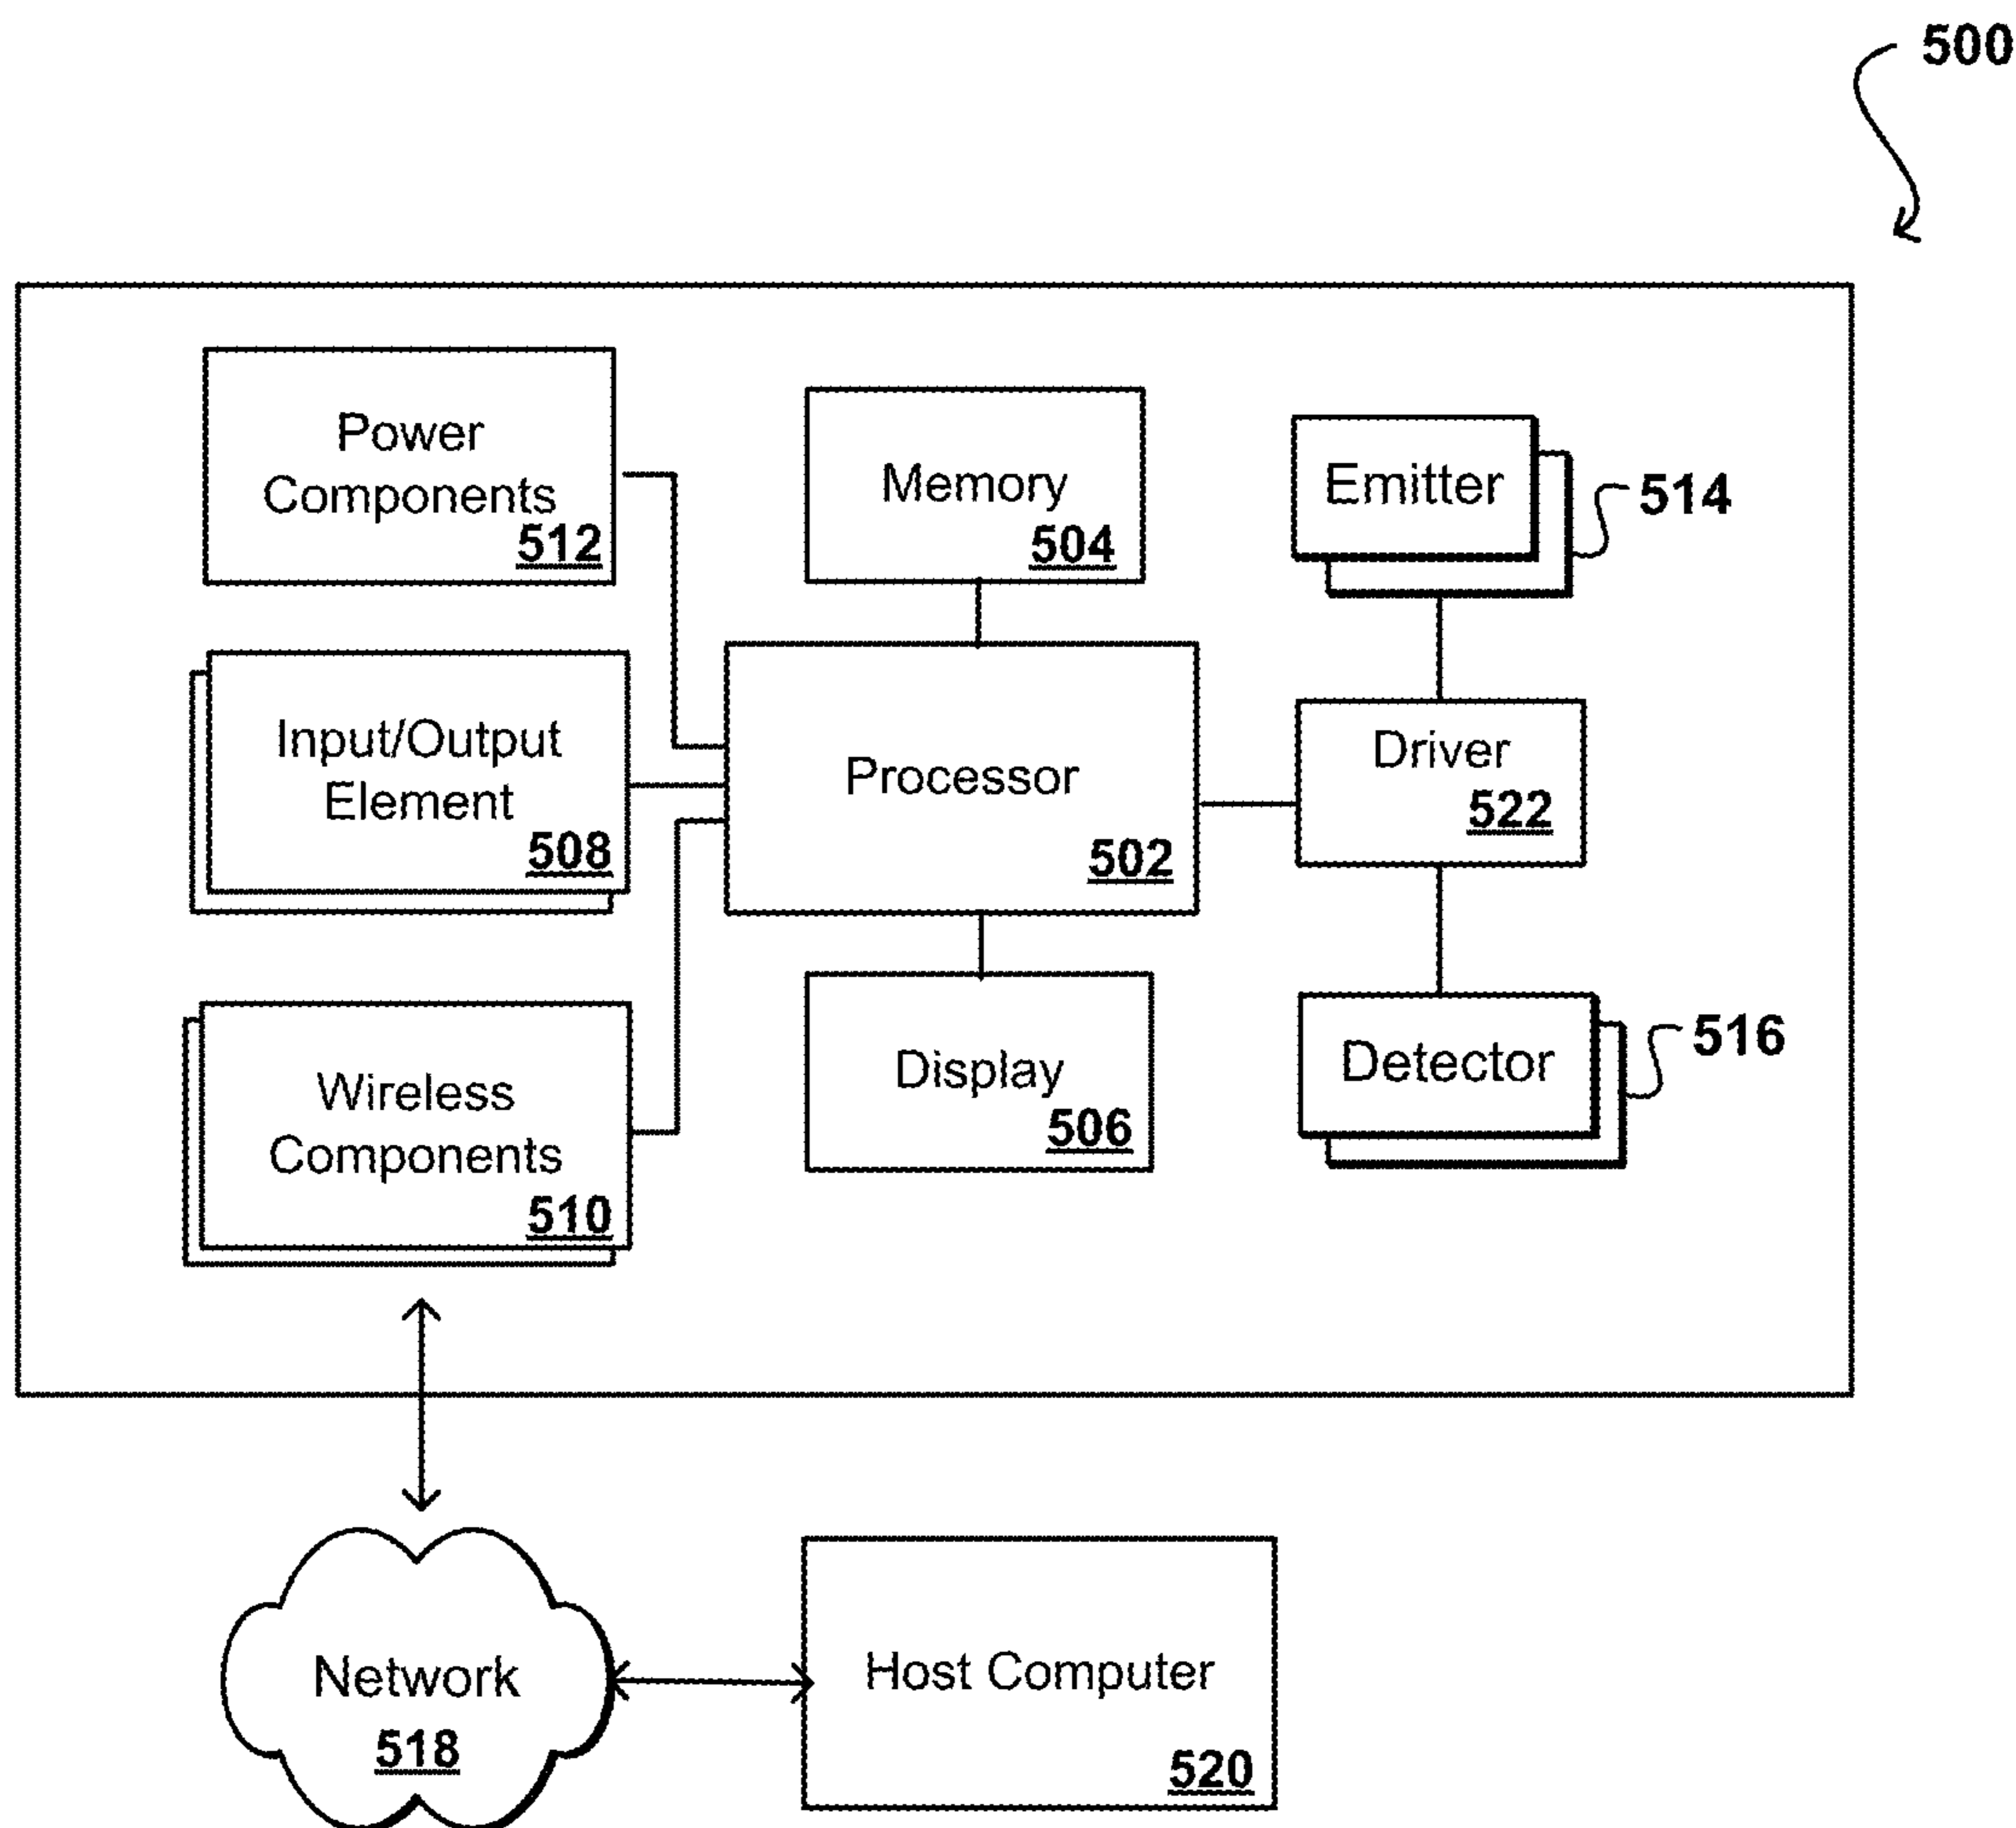 500
Power
Components
512
Memory
504
Emitter
514
Input/Output
Element
508
Processor
502
Driver
522
Wireless
Components
510
Display
506
Detector
516
Network
518
Host Computer
520